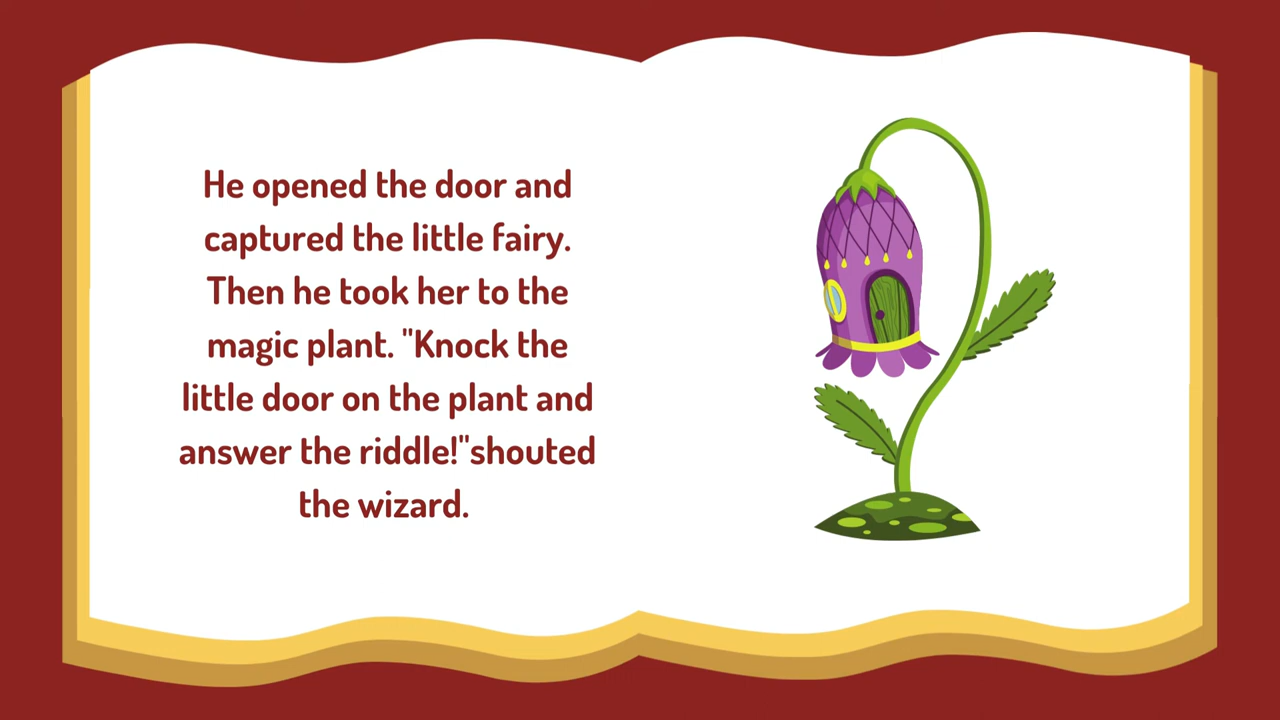 He opened the door and
captured the little fairy.
Then he took her to the
magic plant. "Knock the
little door on the plant and
answer the riddle!"shouted
the wizard.